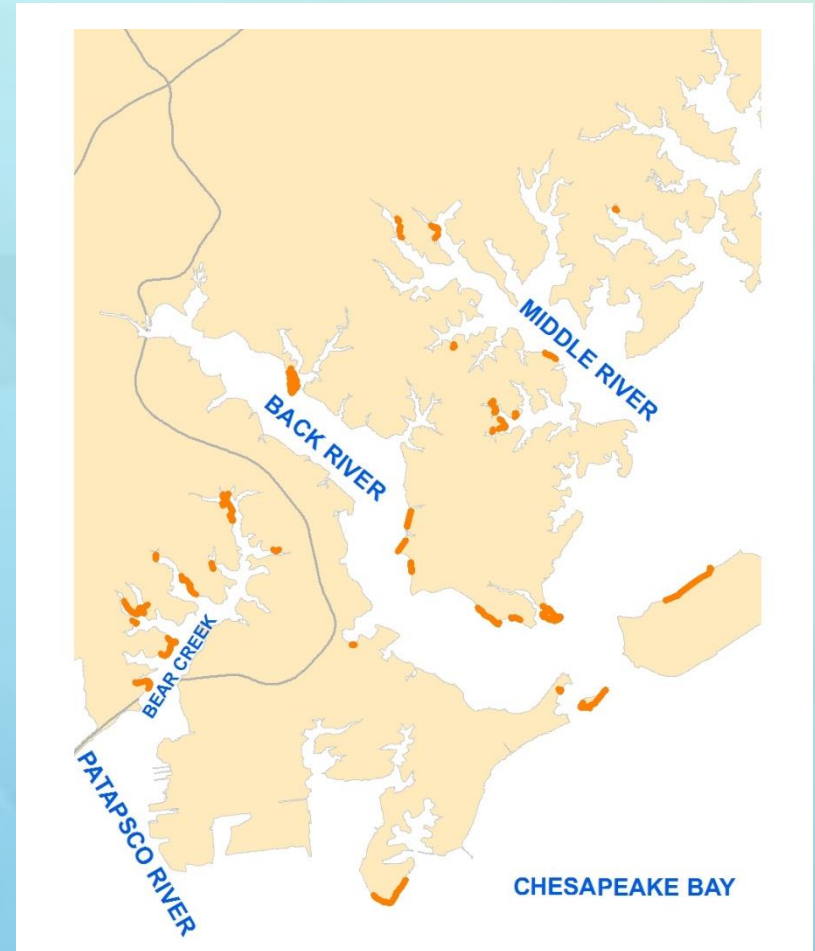 MIDDLE RIVER
BACK RIVER
BEAR CREEK
PATAPSCO RIVER
CHESAPEAKE BAY